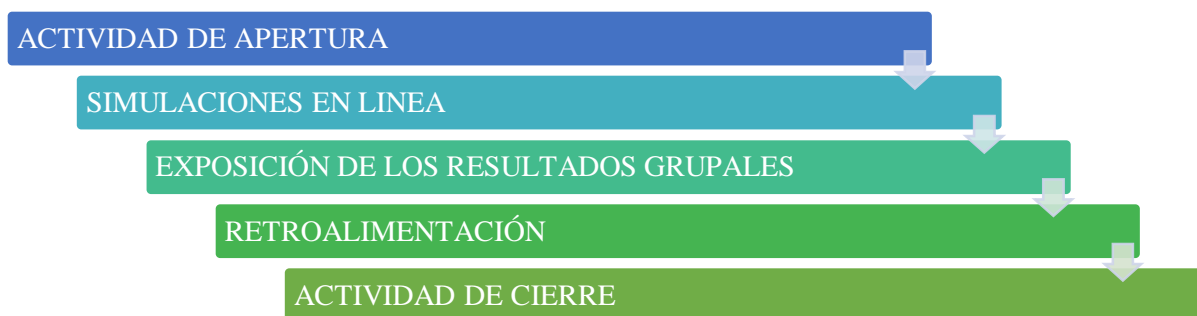 ACTIVIDAD DE APERTURA
SIMULACIONES EN LINEA
EXPOSICIÓN DE LOS RESULTADOS GRUPALES
RETROALIMENTACIÓN
ACTIVIDAD DE CIERRE